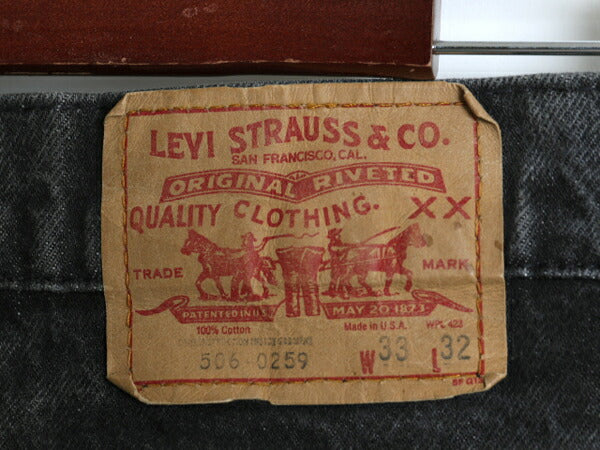 LEVI STRAUSS & CO.
SAN FRANCISCO, CAL.
ORIGINAL RIVETED
QUALITY CLOTHING. XX
TRADE MARK
PATENTED IN U.S. MAY 20.1873
100% Cotton Made in U.S.A. WPL 423
506-0259 W 33 L 32